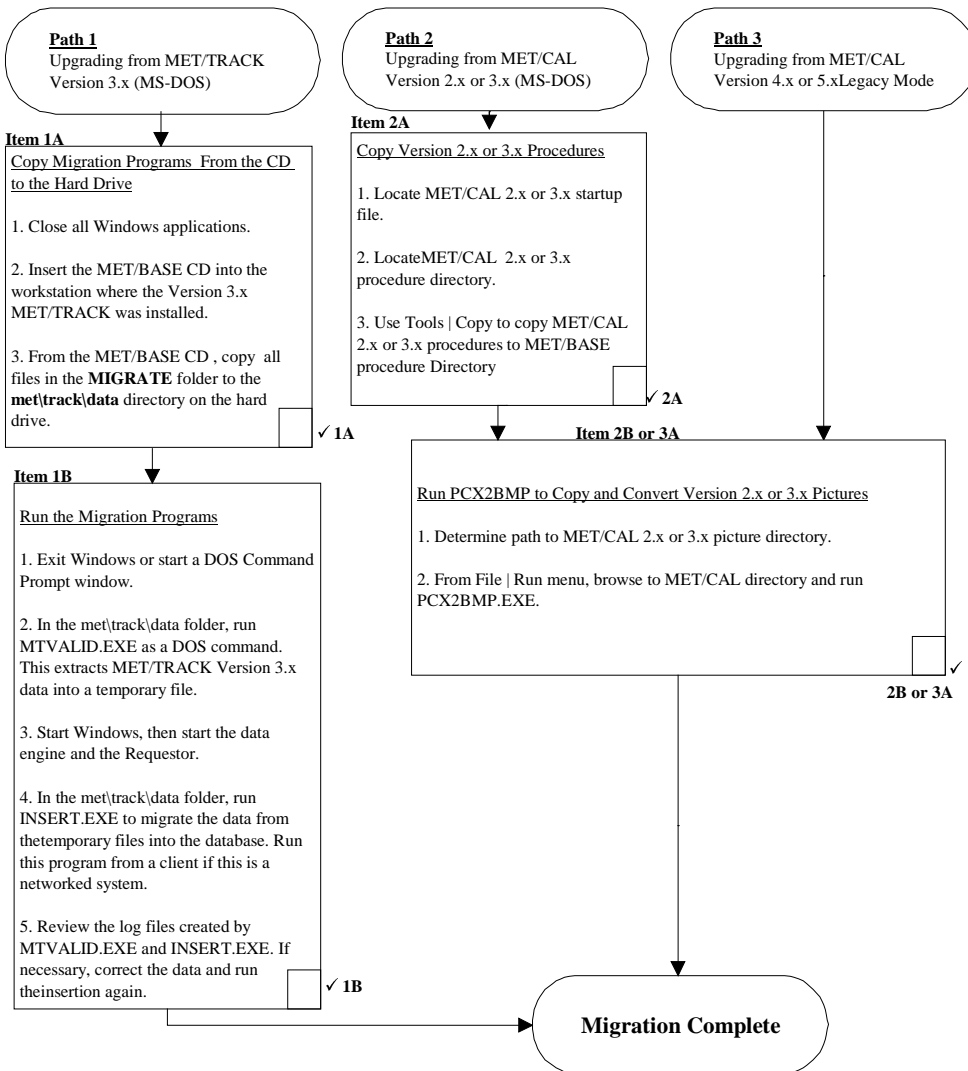 Path 1
Upgrading from MET/TRACK
Version 3.x (MS-DOS)
Path 2
Upgrading from MET/CAL
Version 2.x or 3.x (MS-DOS)
Path 3
Upgrading from MET/CAL
Version 4.x or 5.xLegacy Mode
Item 1A
Copy Migration Programs From the CD
to the Hard Drive
1. Close all Windows applications.
2. Insert the MET/BASE CD into the
workstation where the Version 3.x
MET/TRACK was installed.
3. From the MET/BASE CD , copy all
files in the MIGRATE folder to the
met\track\data directory on the hard
drive.
✓ 1A
Item 2A
Copy Version 2.x or 3.x Procedures
1. Locate MET/CAL 2.x or 3.x startup
file.
2. LocateMET/CAL 2.x or 3.x
procedure directory.
3. Use Tools | Copy to copy MET/CAL
2.x or 3.x procedures to MET/BASE
procedure Directory
✓ 2A
Item 1B
Run the Migration Programs
1. Exit Windows or start a DOS Command
Prompt window.
2. In the met\track\data folder, run
MTVALID.EXE as a DOS command.
This extracts MET/TRACK Version 3.x
data into a temporary file.
3. Start Windows, then start the data
engine and the Requestor.
4. In the met\track\data folder, run
INSERT.EXE to migrate the data from
thetemporary files into the database. Run
this program from a client if this is a
networked system.
5. Review the log files created by
MTVALID.EXE and INSERT.EXE. If
necessary, correct the data and run
theinsertion again.
✓ 1B
Item 2B or 3A
Run PCX2BMP to Copy and Convert Version 2.x or 3.x Pictures
1. Determine path to MET/CAL 2.x or 3.x picture directory.
2. From File | Run menu, browse to MET/CAL directory and run
PCX2BMP.EXE.
✓
2B or 3A
Migration Complete